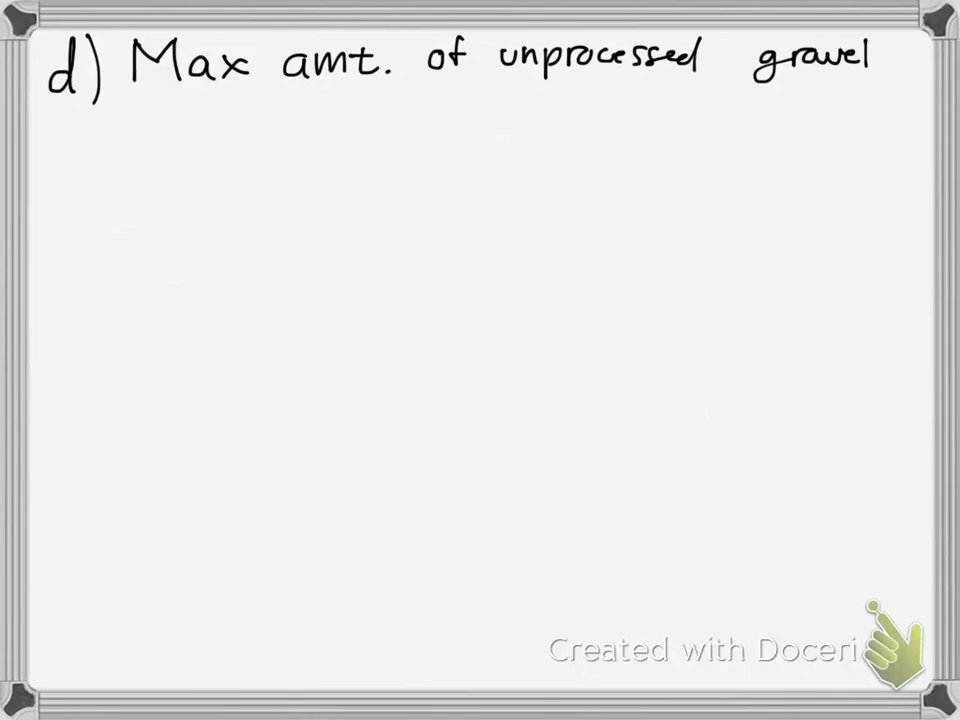 d) Max amt. of unprocessed gravel
Created with Doceri